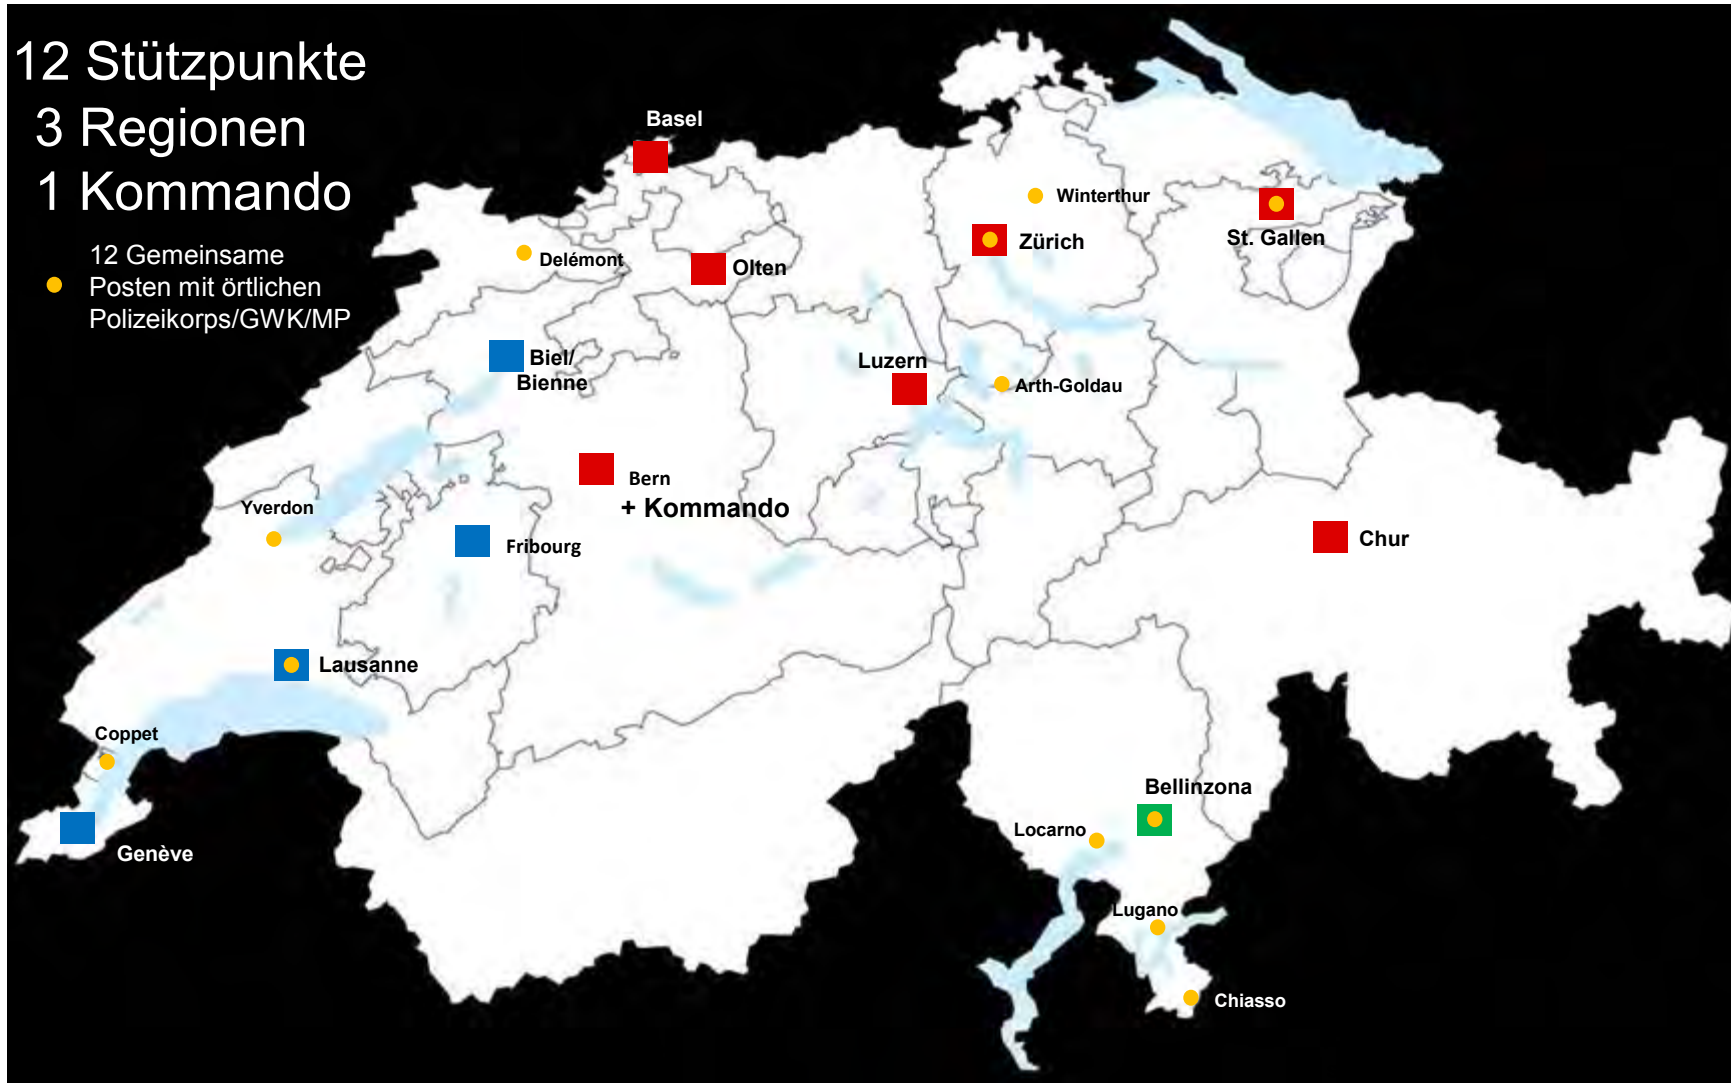 12 Stützpunkte
3 Regionen
1 Kommando
12 Gemeinsame
Posten mit örtlichen
Polizeikorps/GWK/MP
Basel
Winterthur
Zürich
St. Gallen
Delémont
Olten
Biel/
Bienne
Luzern
Arth-Goldau
Bern
+ Kommando
Yverdon
Fribourg
Chur
Lausanne
Coppet
Genève
Bellinzona
Locarno
Lugano
Chiasso